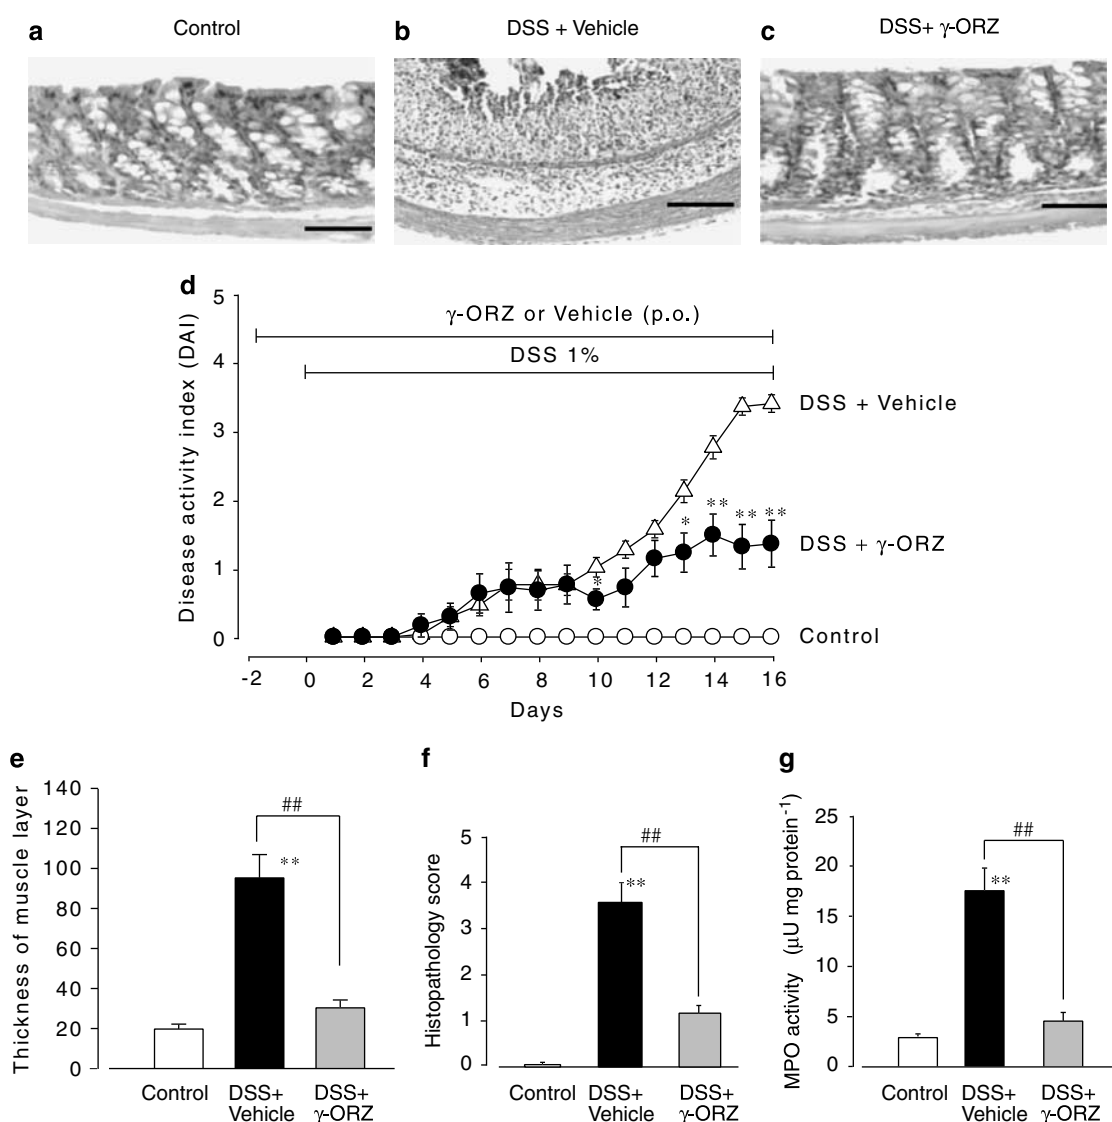 a Control
b DSS + Vehicle
c DSS+ γ-ORZ
d
Disease activity index (DAI)
5
4
3
2
1
0
γ-ORZ or Vehicle (p.o.)
DSS 1%
DSS + Vehicle
DSS + γ-ORZ
Control
* * ** ** **
-2 0 2 4 6 8 10 12 14 16
Days
e
Thickness of muscle layer
140
120
100
80
60
40
20
0
##
**
Control DSS+ Vehicle DSS+ γ-ORZ
f
Histopathology score
5
4
3
2
1
0
##
**
Control DSS+ Vehicle DSS+ γ-ORZ
g
MPO activity (μU mg protein⁻¹)
25
20
15
10
5
0
##
**
Control DSS+ Vehicle DSS+ γ-ORZ